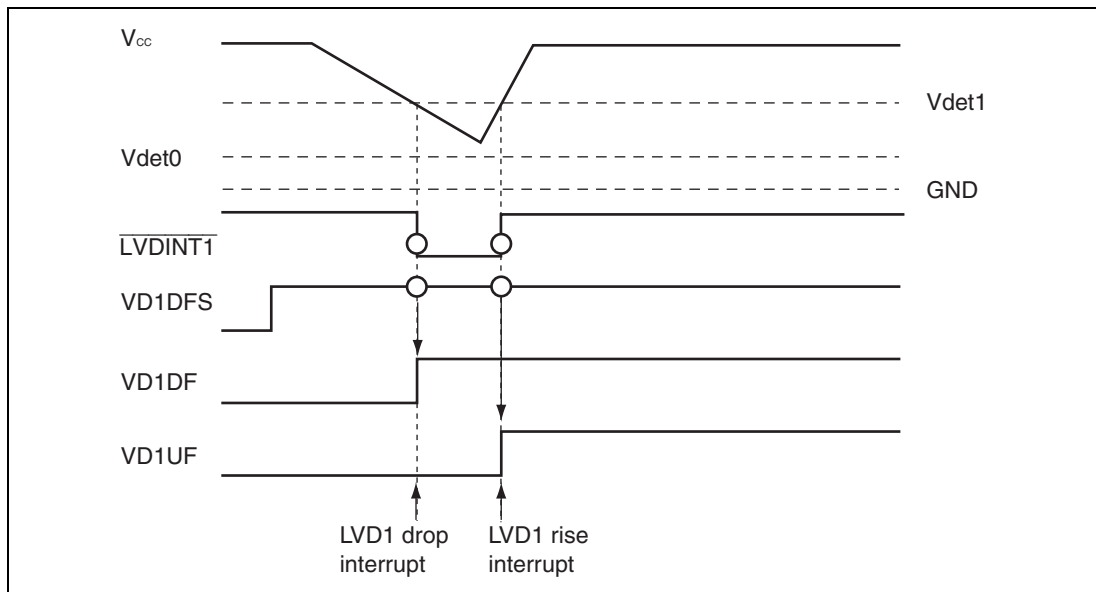 Vcc
Vdet1
Vdet0
GND
LVDINT1
VD1DFS
VD1DF
VD1UF
LVD1 drop
interrupt
LVD1 rise
interrupt